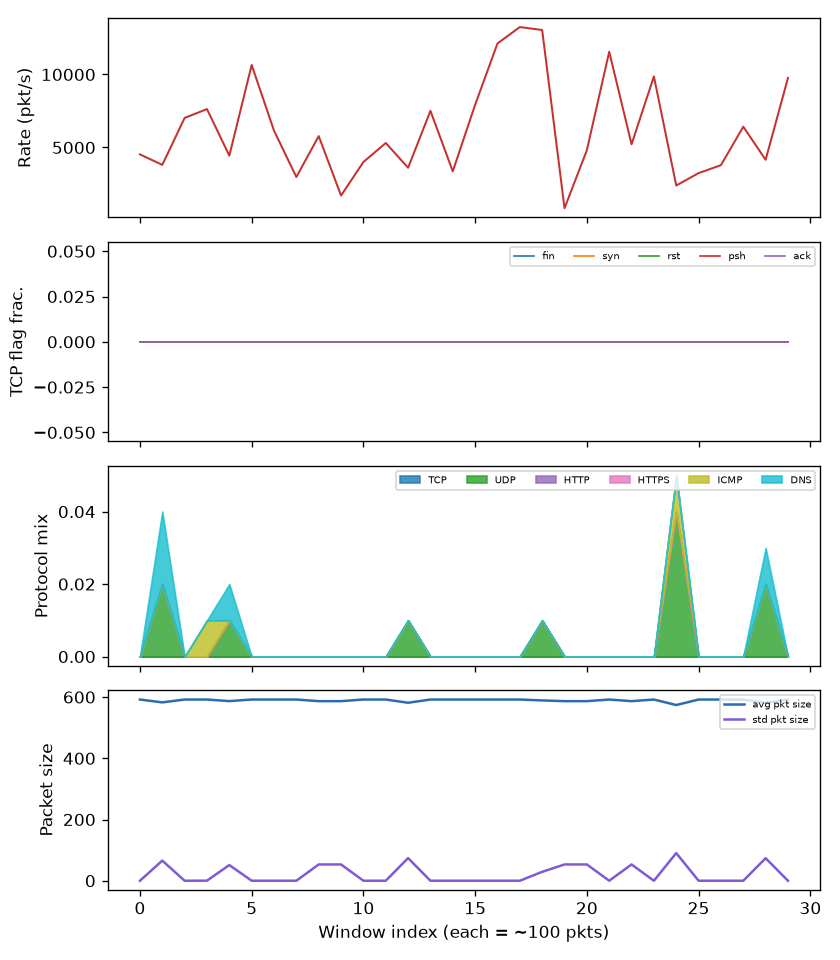 Rate (pkt/s)
10000
5000
TCP flag frac.
0.050
0.025
0.000
−0.025
−0.050
fin syn rst psh ack
Protocol mix
0.04
0.02
0.00
TCP UDP HTTP HTTPS ICMP DNS
Packet size
600
400
200
0
avg pkt size
std pkt size
0 5 10 15 20 25 30
Window index (each = ~100 pkts)